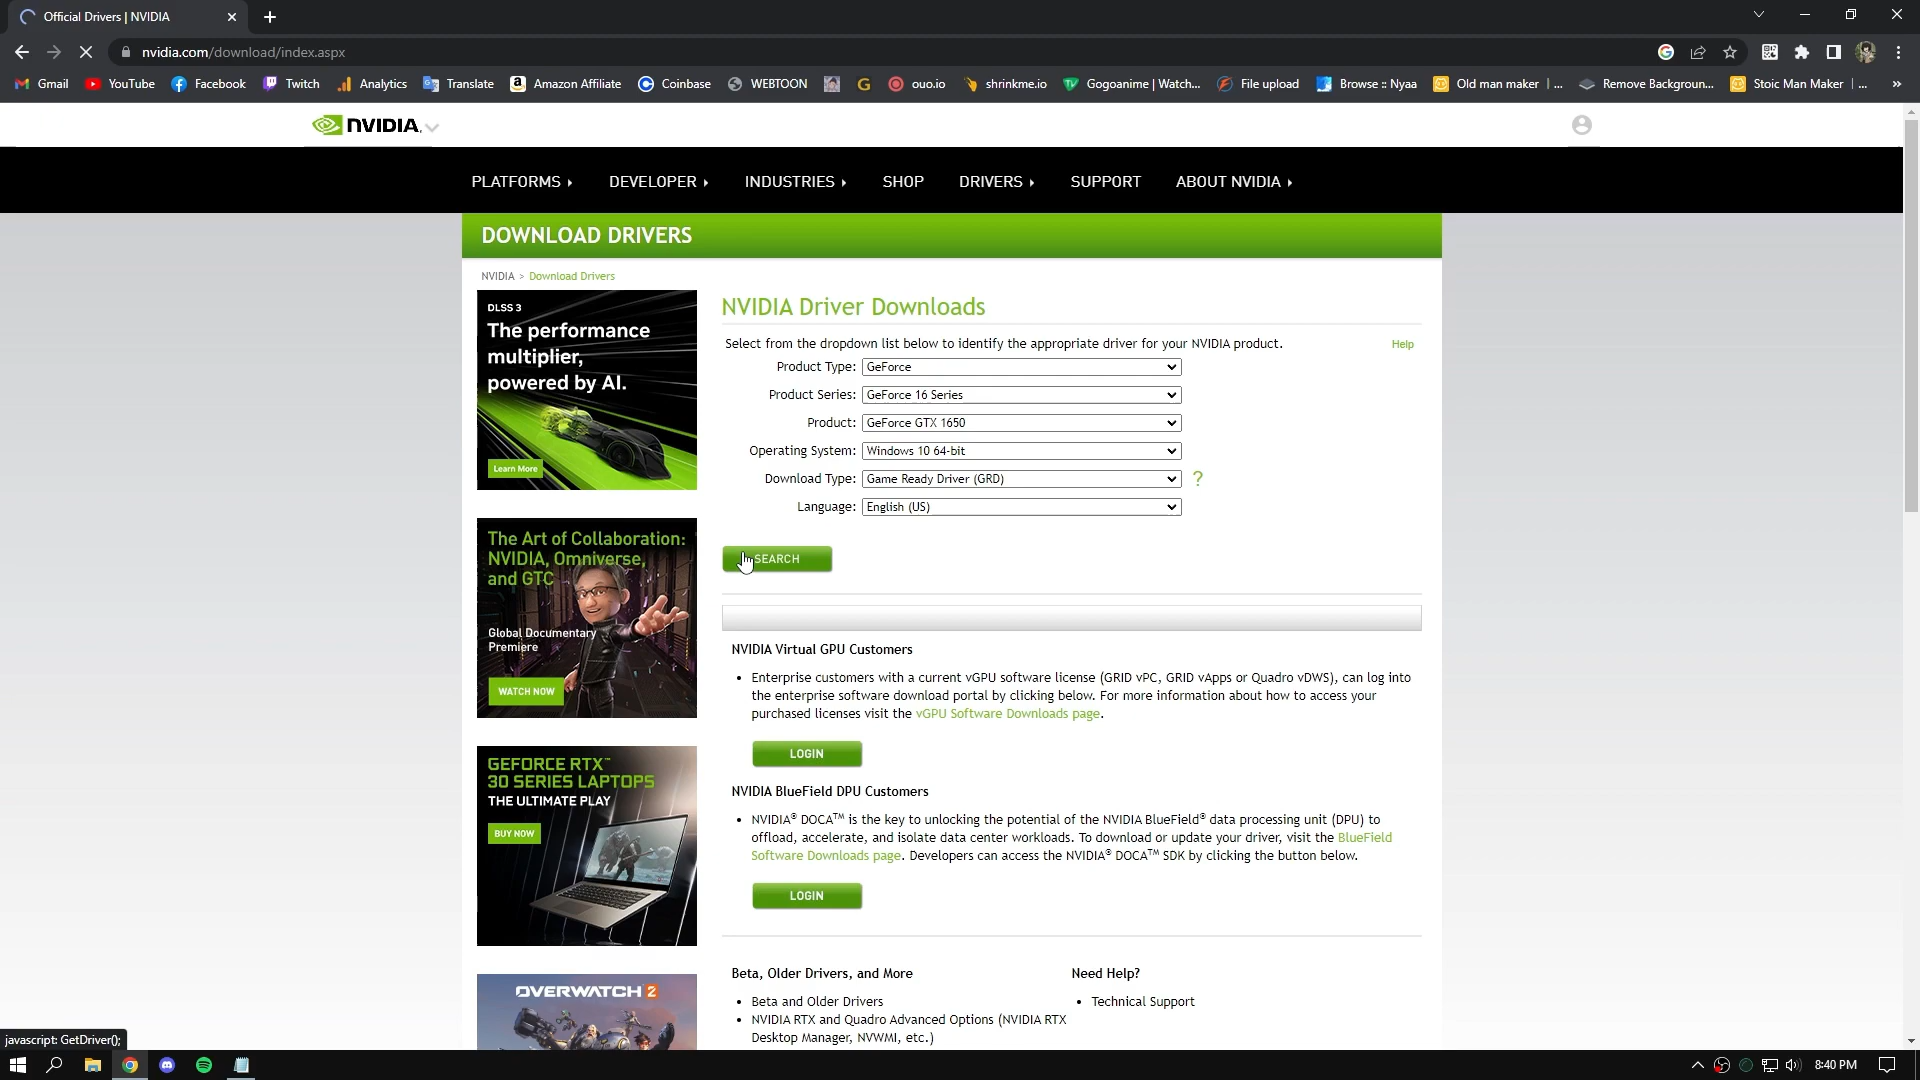 Official Drivers | NVIDIA
nvidia.com/download/index.aspx
Gmail YouTube Facebook Twitch Analytics Translate Amazon Affiliate Coinbase WEBTOON ouo.io shrinkme.io Gogoanime | Watch... File upload Browse :: Nyaa Old man maker | ... Remove Backgroun... Stoic Man Maker | ... »
NVIDIA.
PLATFORMS DEVELOPER INDUSTRIES SHOP DRIVERS SUPPORT ABOUT NVIDIA
DOWNLOAD DRIVERS
NVIDIA > Download Drivers
DLSS 3
The performance
multiplier,
powered by AI.
Learn More
The Art of Collaboration:
NVIDIA, Omniverse,
and GTC
Global Documentary
Premiere
WATCH NOW
GEFORCE RTX™
30 SERIES LAPTOPS
THE ULTIMATE PLAY
BUY NOW
OVERWATCH 2
NVIDIA Driver Downloads
Select from the dropdown list below to identify the appropriate driver for your NVIDIA product. Help
Product Type: GeForce
Product Series: GeForce 16 Series
Product: GeForce GTX 1650
Operating System: Windows 10 64-bit
Download Type: Game Ready Driver (GRD) ?
Language: English (US)
SEARCH
NVIDIA Virtual GPU Customers
• Enterprise customers with a current vGPU software license (GRID vPC, GRID vApps or Quadro vDWS), can log into
the enterprise software download portal by clicking below. For more information about how to access your
purchased licenses visit the vGPU Software Downloads page.
LOGIN
NVIDIA BlueField DPU Customers
• NVIDIA® DOCA™ is the key to unlocking the potential of the NVIDIA BlueField® data processing unit (DPU) to
offload, accelerate, and isolate data center workloads. To download or update your driver, visit the BlueField
Software Downloads page. Developers can access the NVIDIA® DOCA™ SDK by clicking the button below.
LOGIN
Beta, Older Drivers, and More
• Beta and Older Drivers
• NVIDIA RTX and Quadro Advanced Options (NVIDIA RTX
Desktop Manager, NVWMI, etc.)
Need Help?
• Technical Support
javascript: GetDriver();
8:40 PM